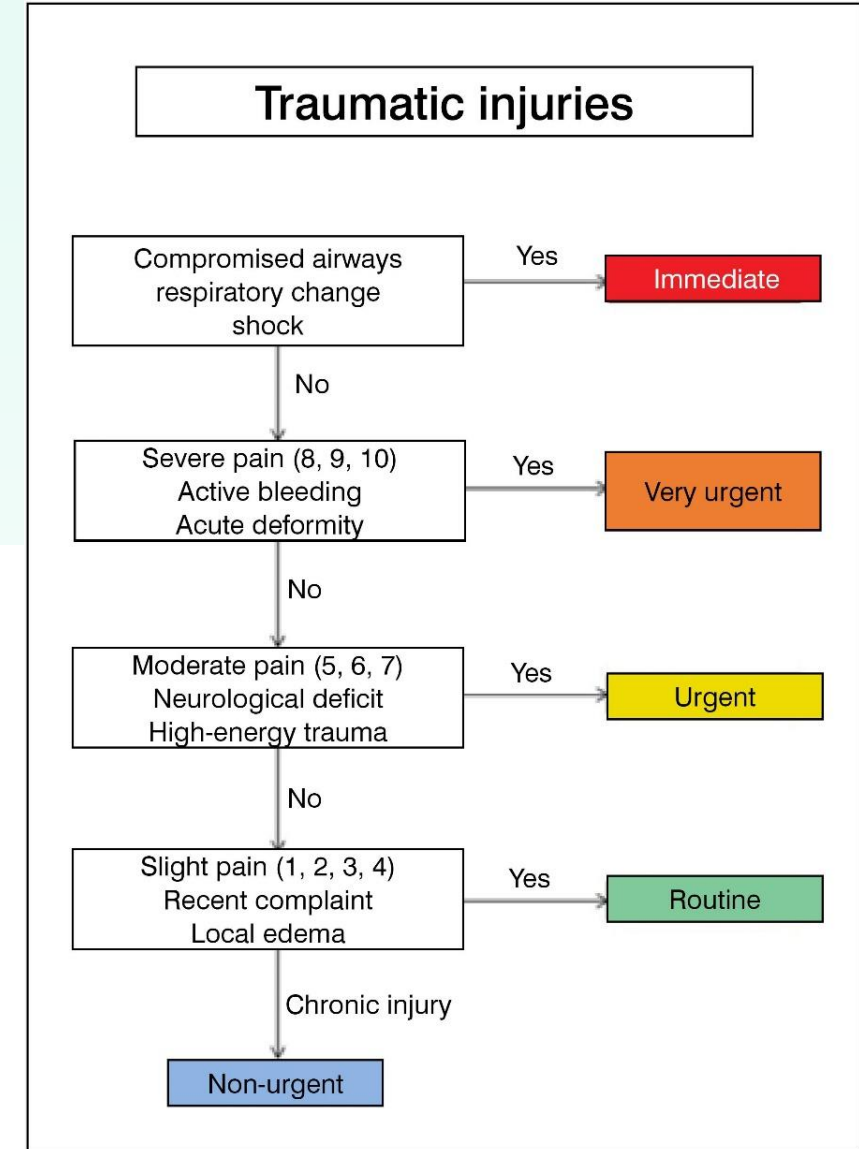 Traumatic injuries
Compromised airways
respiratory change
shock
Yes
Immediate
No
Severe pain (8, 9, 10)
Active bleeding
Acute deformity
Yes
Very urgent
No
Moderate pain (5, 6, 7)
Neurological deficit
High-energy trauma
Yes
Urgent
No
Slight pain (1, 2, 3, 4)
Recent complaint
Local edema
Yes
Routine
Chronic injury
Non-urgent